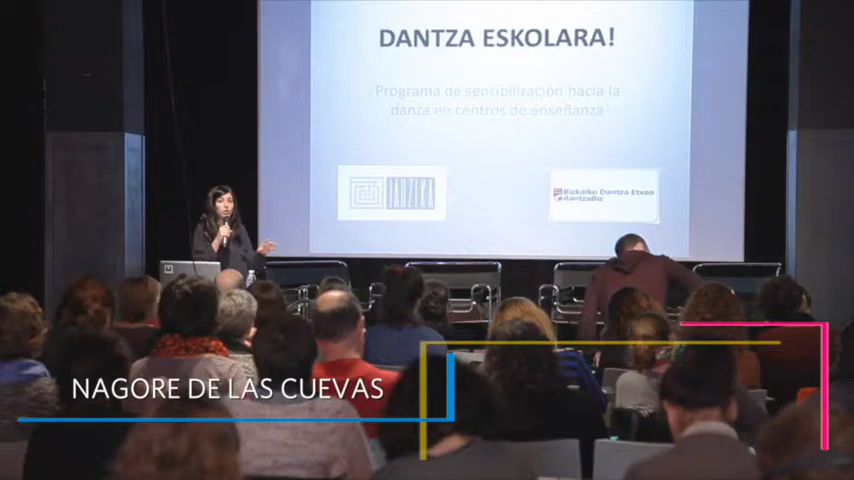 DANTZA ESKOLARA!
Programa de sensibilización hacia la
danza en centros de enseñanza
JAUZIKA
Bizkaiko Dantza Etxea
dantzaBiz
NAGORE DE LAS CUEVAS